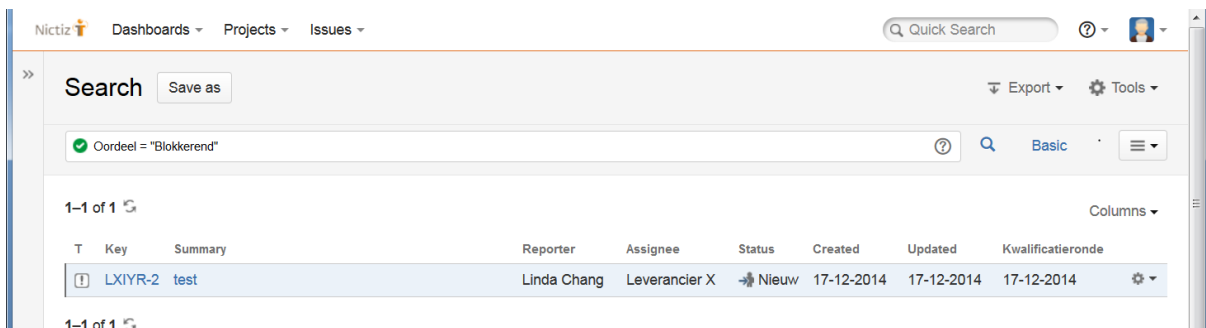 Nictiz Dashboards Projects Issues Quick Search
Search Save as Export Tools
Oordeel = "Blokkerend" Basic
1–1 of 1 Columns
T Key Summary Reporter Assignee Status Created Updated Kwalificatieronde
LXIYR-2 test Linda Chang Leverancier X Nieuw 17-12-2014 17-12-2014 17-12-2014
1–1 of 1